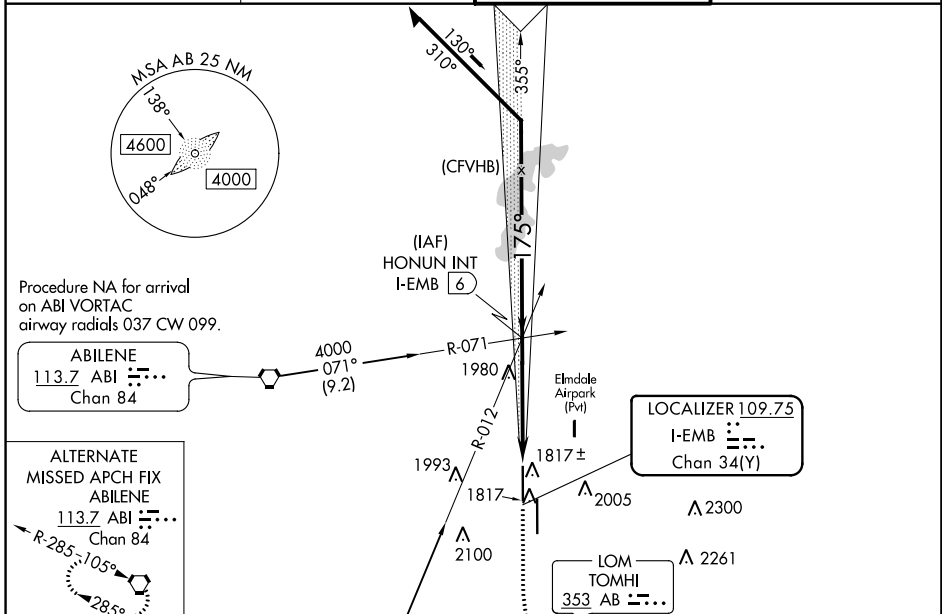 MSA AB 25 NM
138°
4600
4000
048°
130°
310°
355°
(CFVHB)
x
175°
(IAF)
HONUN INT
I-EMB 6
Procedure NA for arrival
on ABI VORTAC
airway radials 037 CW 099.
ABILENE
113.7 ABI
Chan 84
4000
071°
(9.2)
R-071
1980
R-012
Elmdale
Airpark
(Pvt)
LOCALIZER 109.75
I-EMB
Chan 34(Y)
1993
1817 ±
1817
2005
2300
2100
2261
ALTERNATE
MISSED APCH FIX
ABILENE
113.7 ABI
Chan 84
R-285
105°
285°
LOM
TOMHI
353 AB